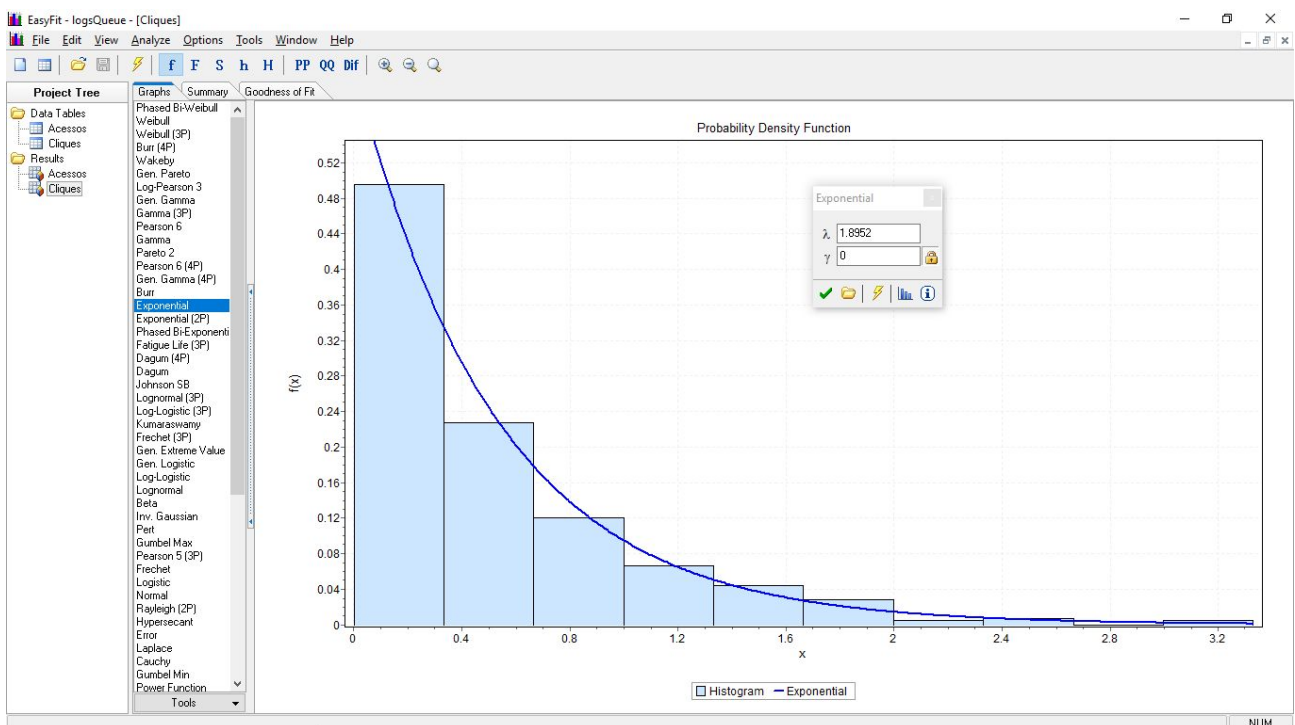 EasyFit - logsQueue - [Cliques]
File Edit View Analyze Options Tools Window Help
f F S h H PP QQ Dif
Project Tree
Data Tables
Acessos
Cliques
Results
Acessos
Cliques
Graphs Summary Goodness of Fit
Phased Bi-Weibull
Weibull
Weibull (3P)
Burr (4P)
Wakeby
Gen. Pareto
Log-Pearson 3
Gen. Gamma
Gamma (3P)
Pearson 6
Gamma
Pareto 2
Pearson 6 (4P)
Gen. Gamma (4P)
Burr
Exponential
Exponential (2P)
Phased Bi-Exponenti
Fatigue Life (3P)
Dagum (4P)
Dagum
Johnson SB
Lognormal (3P)
Log-Logistic (3P)
Kumaraswamy
Frechet (3P)
Gen. Extreme Value
Gen. Logistic
Log-Logistic
Lognormal
Beta
Inv. Gaussian
Pert
Gumbel Max
Pearson 5 (3P)
Frechet
Logistic
Normal
Rayleigh (2P)
Hypersecant
Error
Laplace
Cauchy
Gumbel Min
Power Function
Tools
Probability Density Function
0.52
0.48
0.44
0.4
0.36
0.32
0.28
0.24
0.2
0.16
0.12
0.08
0.04
0
f(x)
0 0.4 0.8 1.2 1.6 2 2.4 2.8 3.2
x
Histogram Exponential
Exponential
λ 1.8952
γ 0
NUM